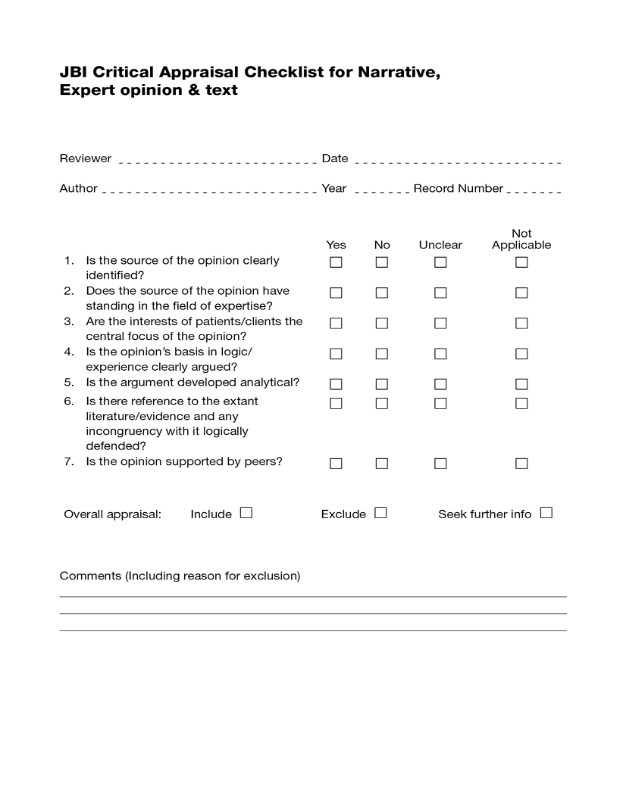 JBI Critical Appraisal Checklist for Narrative,
Expert opinion & text
Reviewer Date
Author Year Record Number
Not
Yes No Unclear Applicable
1. Is the source of the opinion clearly
identified?
2. Does the source of the opinion have
standing in the field of expertise?
3. Are the interests of patients/clients the
central focus of the opinion?
4. Is the opinion’s basis in logic/
experience clearly argued?
5. Is the argument developed analytical?
6. Is there reference to the extant
literature/evidence and any
incongruency with it logically
defended?
7. Is the opinion supported by peers?
Overall appraisal: Include Exclude Seek further info
Comments (Including reason for exclusion)